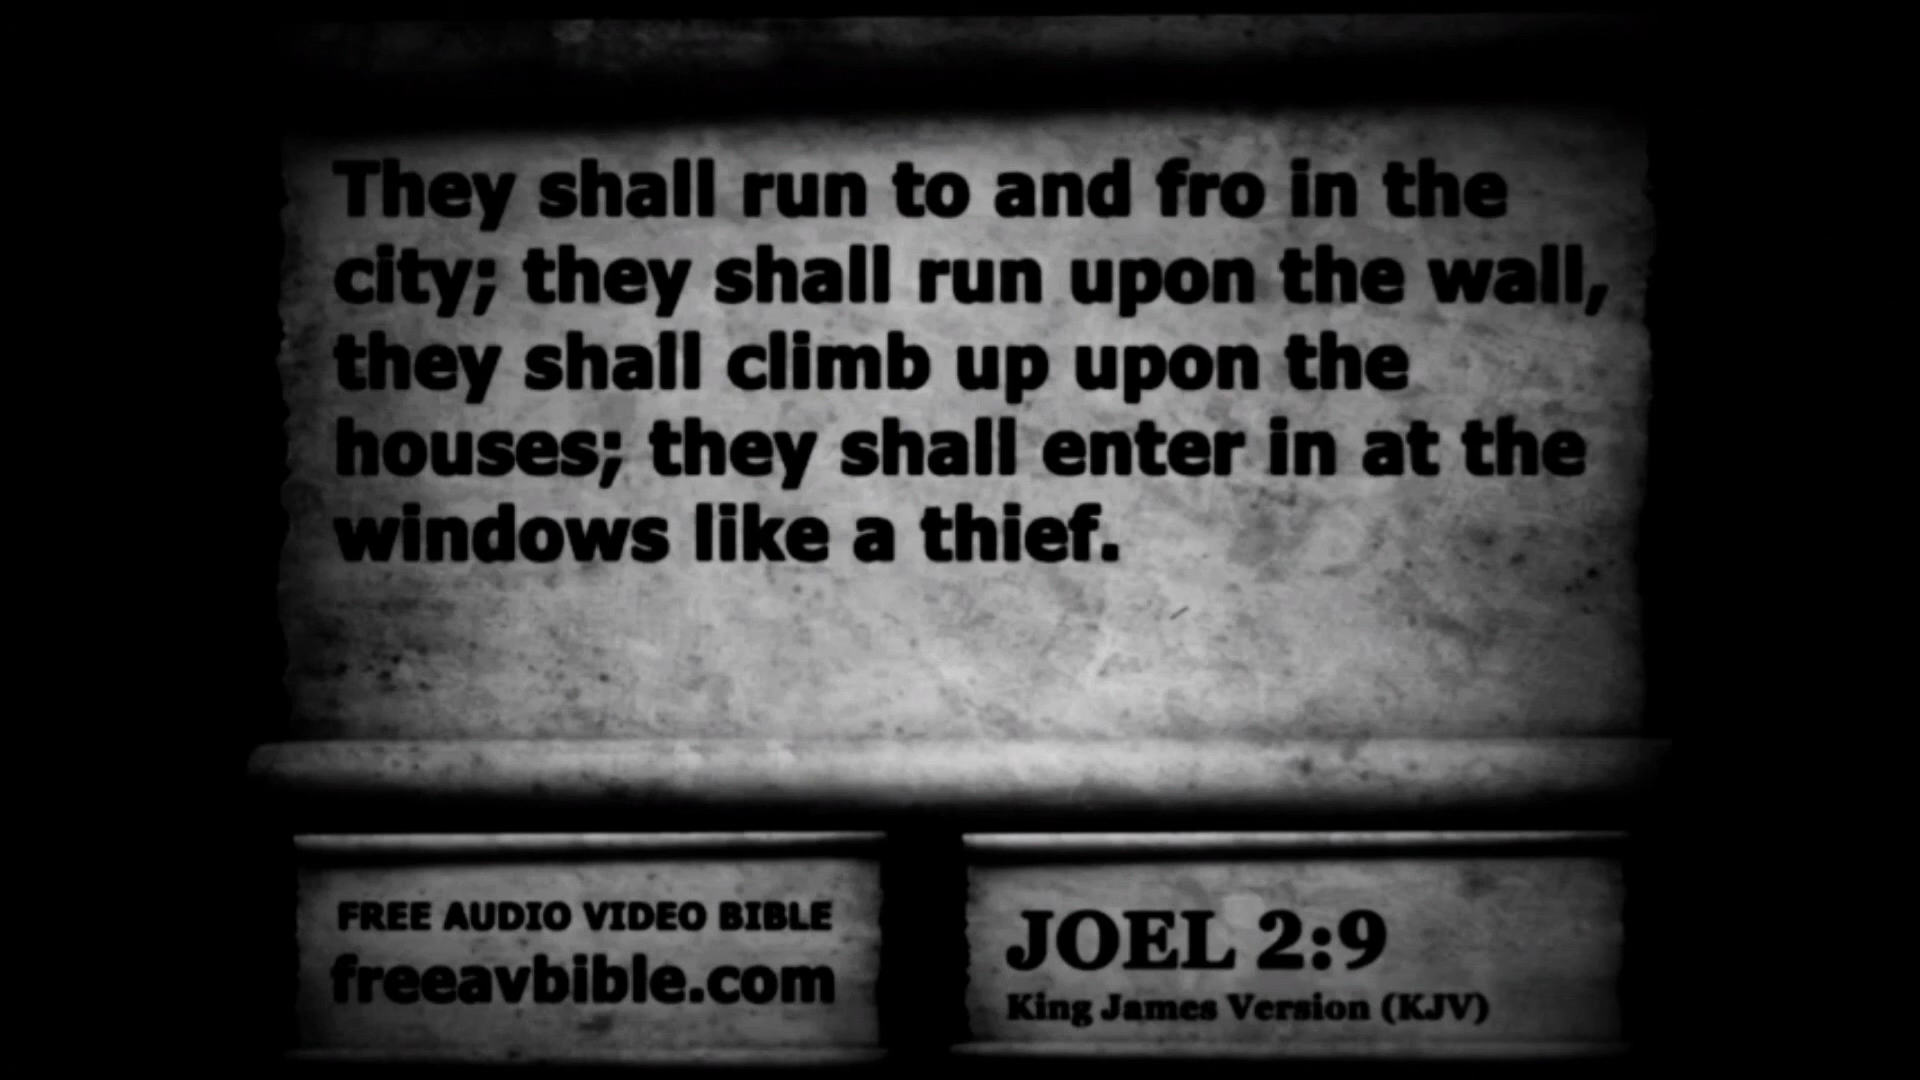 They shall run to and fro in the
city; they shall run upon the wall,
they shall climb up upon the
houses; they shall enter in at the
windows like a thief.
FREE AUDIO VIDEO BIBLE
freeavbible.com
JOEL 2:9
King James Version (KJV)